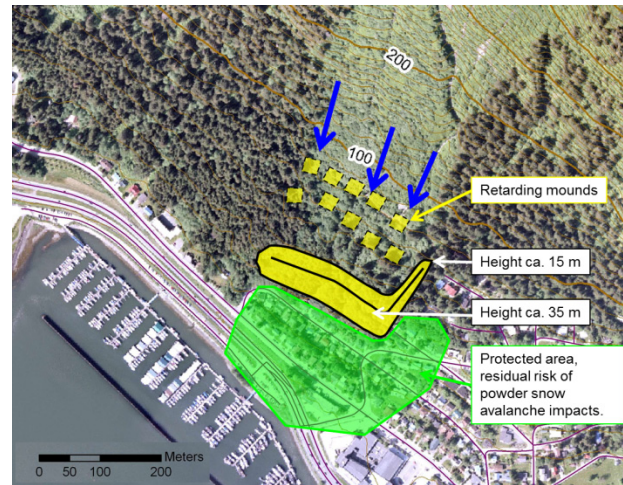 200
100
Retarding mounds
Height ca. 15 m
Height ca. 35 m
Protected area,
residual risk of
powder snow
avalanche impacts.
Meters
0 50 100 200